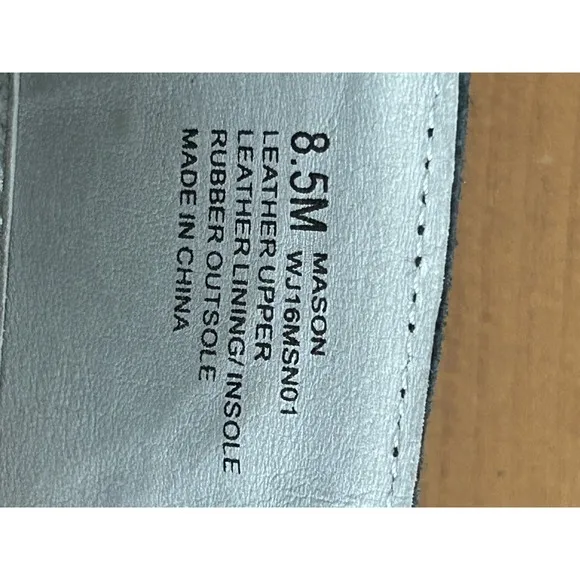 8.5M MASON
WJ16MSN01
LEATHER UPPER
LEATHER LINING/INSOLE
RUBBER OUTSOLE
MADE IN CHINA